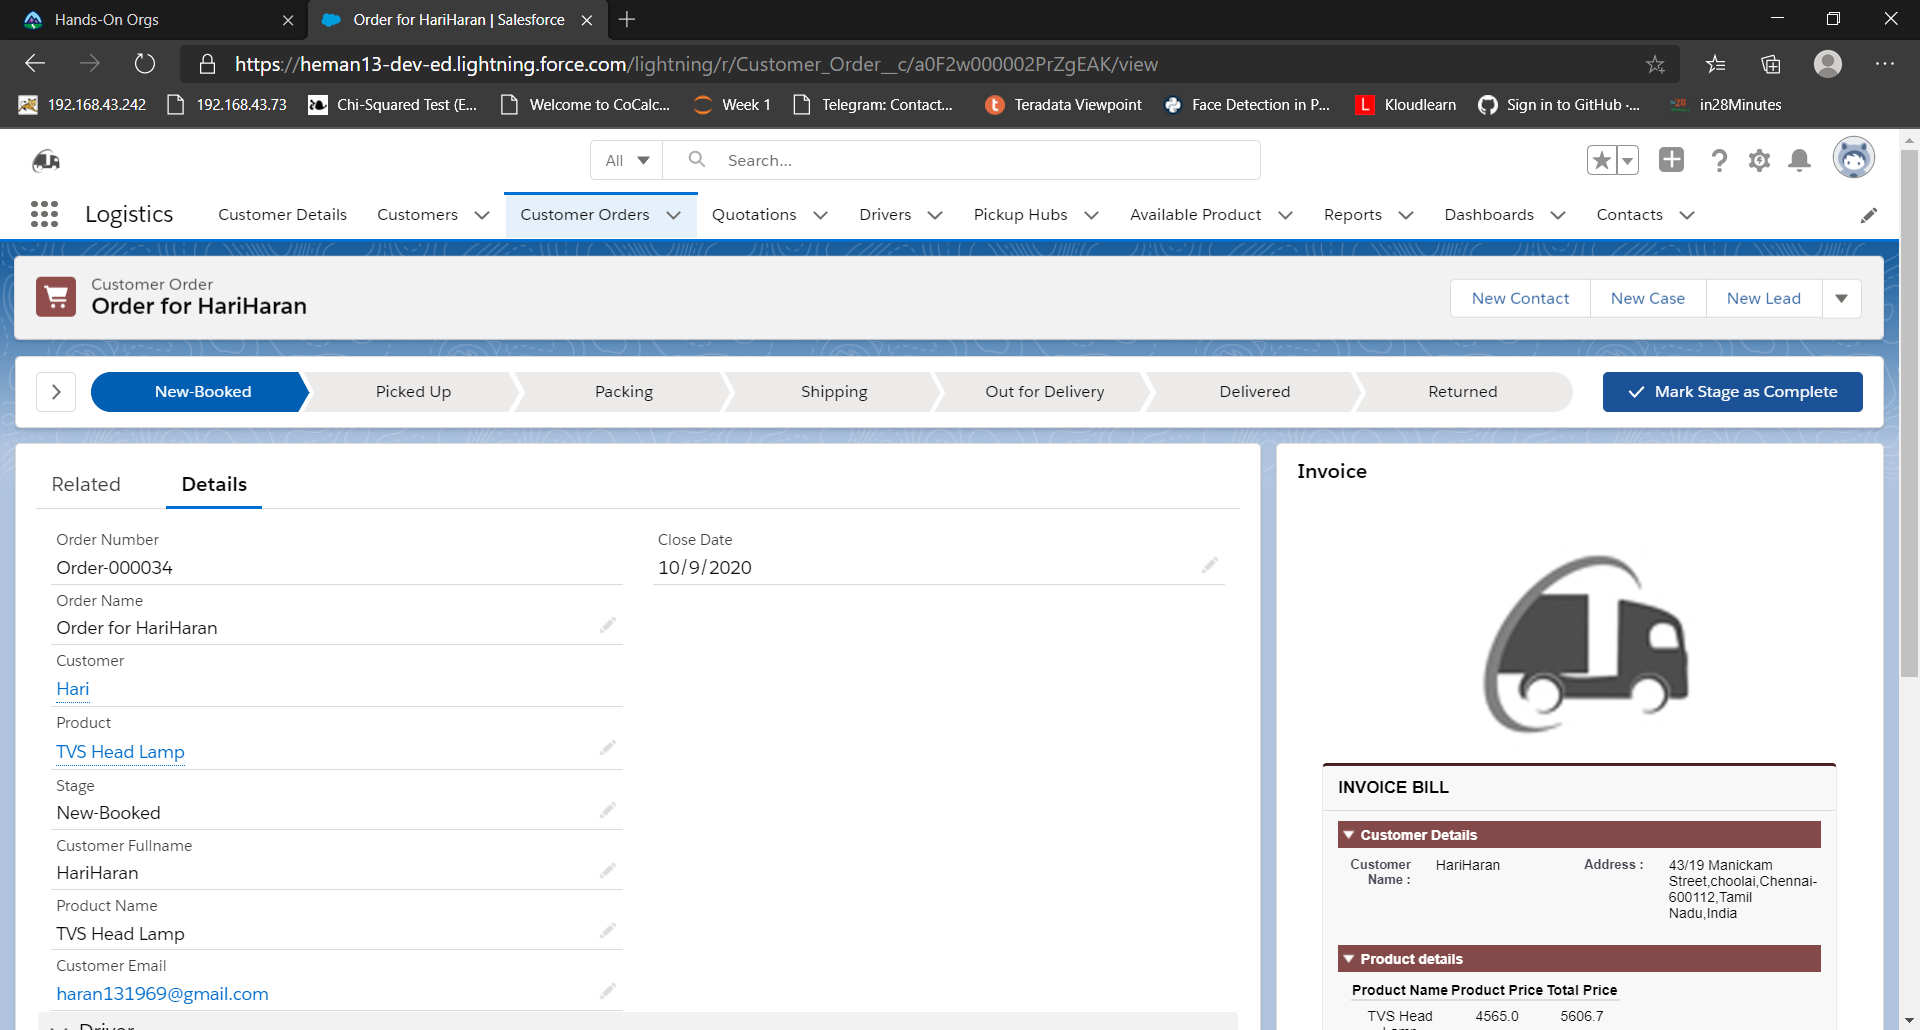 Hands-On Orgs
Order for HariHaran | Salesforce
https://heman13-dev-ed.lightning.force.com/lightning/r/Customer_Order__c/a0F2w000002PrZgEAK/view
192.168.43.242
192.168.43.73
Chi-Squared Test (E...
Welcome to CoCalc...
Week 1
Telegram: Contact...
Teradata Viewpoint
Face Detection in P...
L Kloudlearn
Sign in to GitHub ·...
in28Minutes
All
Search...
Logistics
Customer Details
Customers
Customer Orders
Quotations
Drivers
Pickup Hubs
Available Product
Reports
Dashboards
Contacts
Customer Order
Order for HariHaran
New Contact
New Case
New Lead
New-Booked
Picked Up
Packing
Shipping
Out for Delivery
Delivered
Returned
Mark Stage as Complete
Related
Details
Order Number
Order-000034
Close Date
10/9/2020
Order Name
Order for HariHaran
Customer
Hari
Product
TVS Head Lamp
Stage
New-Booked
Customer Fullname
HariHaran
Product Name
TVS Head Lamp
Customer Email
haran131969@gmail.com
Driver
Invoice
INVOICE BILL
Customer Details
Customer Name :
HariHaran
Address :
43/19 Manickam
Street,choolai,Chennai-
600112,Tamil
Nadu,India
Product details
Product Name Product Price Total Price
TVS Head 4565.0 5606.7